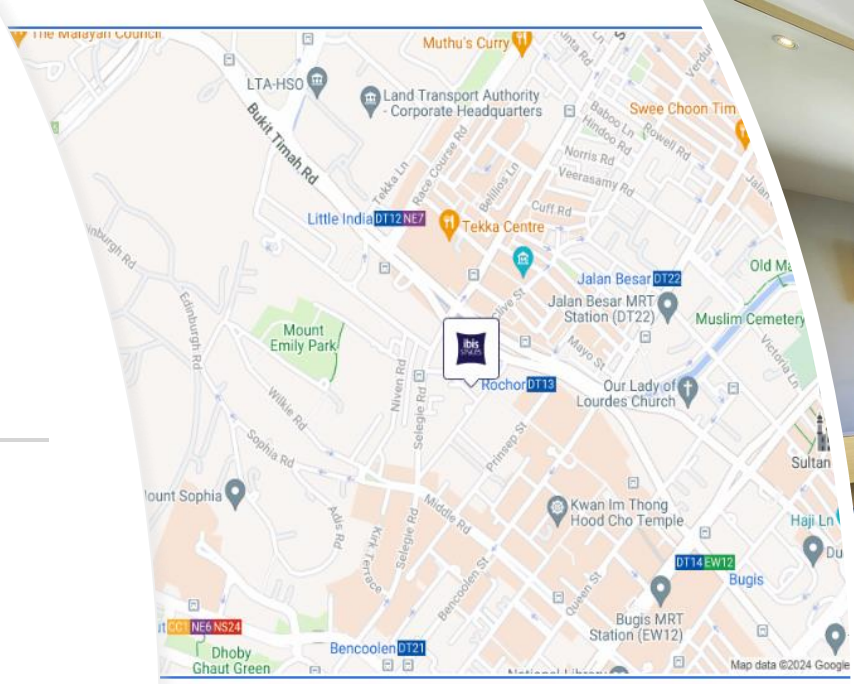 The Malayan Council
Muthu's Curry
LTA-HSO
Land Transport Authority
- Corporate Headquarters
Swee Choon Tim
Bukit Timah Rd
Tekka Ln
Race Course Rd
Belilios Ln
Baboo Ln
Hindoo Rd
Rowell Rd
Norris Rd
Veerasamy Rd
Cuff Rd
Jalan
Little India DT12 NE7
Tekka Centre
inburgh Rd
Edinburgh Rd
Jalan Besar DT22
Clive St
Jalan Besar MRT
Station (DT22)
Muslim Cemetery
Mount
Emily Park
ibis
STYLES
Mayo St
Victoria Ln
Niven Rd
Selegie Rd
Rochor DT13
Our Lady of
Lourdes Church
Wilkie Rd
Sophia Rd
Prinsep St
Sultan
Mount Sophia
Adis Rd
Kirk Terrace
Selegie Rd
Middle Rd
Kwan Im Thong
Hood Cho Temple
Haji Ln
DT14 EW12
Bugis
Bencoolen St
Queen St
Bugis MRT
Station (EW12)
CC1 NE6 NS24
Dhoby
Ghaut Green
Bencoolen DT21
Map data ©2024 Google